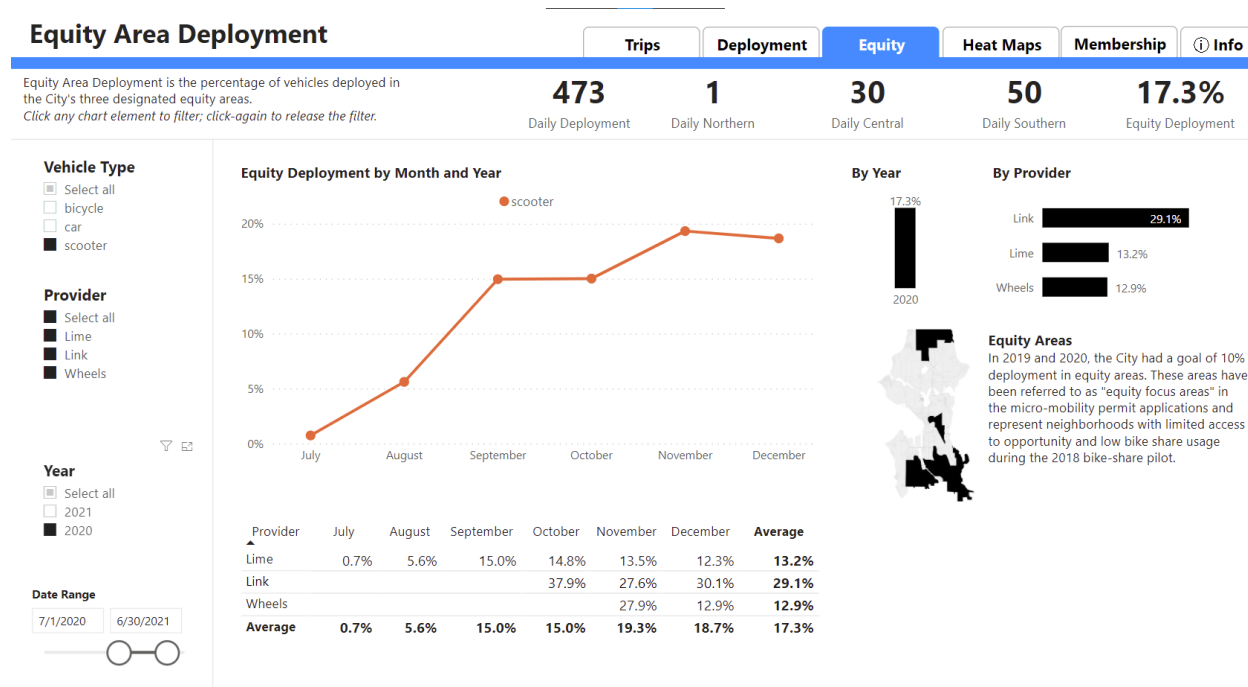 Equity Area Deployment
Trips
Deployment
Equity
Heat Maps
Membership
Info
Equity Area Deployment is the percentage of vehicles deployed in
the City's three designated equity areas.
Click any chart element to filter; click-again to release the filter.
473
Daily Deployment
1
Daily Northern
30
Daily Central
50
Daily Southern
17.3%
Equity Deployment
Vehicle Type
Select all
bicycle
car
scooter
Provider
Select all
Lime
Link
Wheels
Year
Select all
2021
2020
Date Range
7/1/2020 6/30/2021
Equity Deployment by Month and Year
scooter
20%
15%
10%
5%
0%
July August September October November December
Provider July August September October November December Average
Lime 0.7% 5.6% 15.0% 14.8% 13.5% 12.3% 13.2%
Link 37.9% 27.6% 30.1% 29.1%
Wheels 27.9% 12.9% 12.9%
Average 0.7% 5.6% 15.0% 15.0% 19.3% 18.7% 17.3%
By Year
17.3%
2020
By Provider
Link 29.1%
Lime 13.2%
Wheels 12.9%
Equity Areas
In 2019 and 2020, the City had a goal of 10%
deployment in equity areas. These areas have
been referred to as "equity focus areas" in
the micro-mobility permit applications and
represent neighborhoods with limited access
to opportunity and low bike share usage
during the 2018 bike-share pilot.